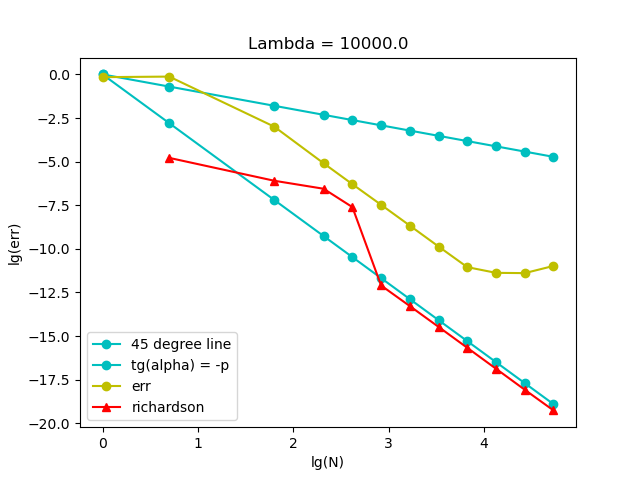 Lambda = 10000.0
0.0
−2.5
−5.0
−7.5
−10.0
−12.5
−15.0
−17.5
−20.0
lg(err)
45 degree line
tg(alpha) = -p
err
richardson
0
1
2
3
4
lg(N)